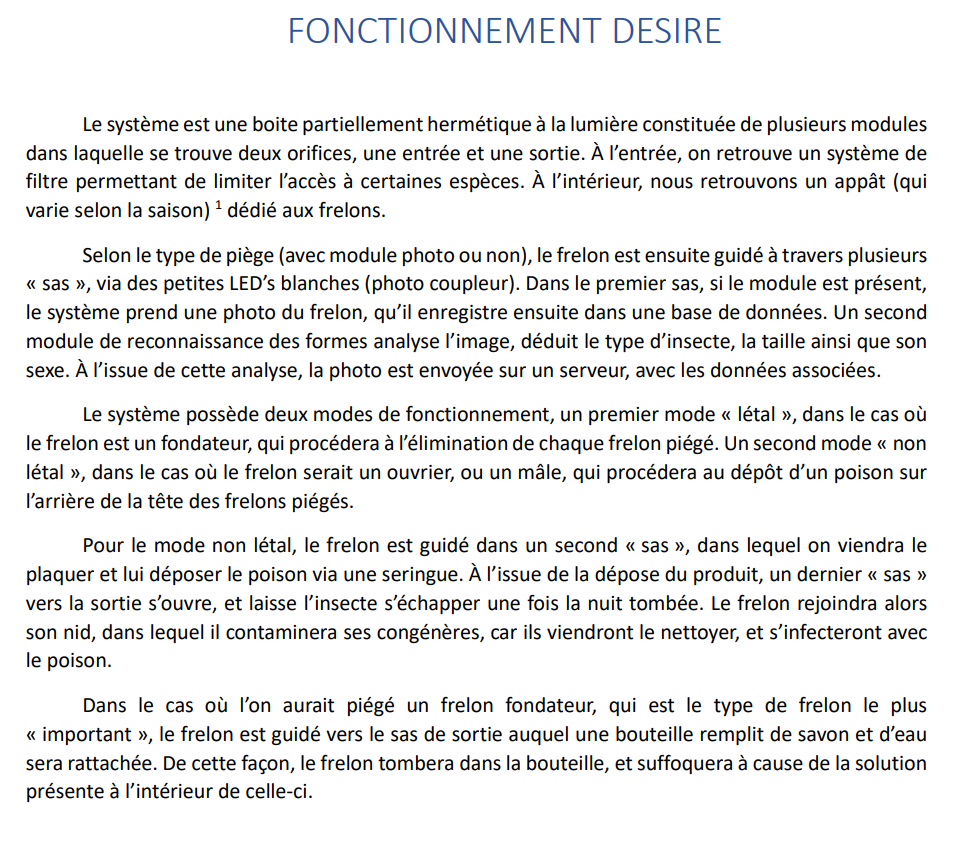 FONCTIONNEMENT DESIRE
Le système est une boite partiellement hermétique à la lumière constituée de plusieurs modules
dans laquelle se trouve deux orifices, une entrée et une sortie. À l’entrée, on retrouve un système de
filtre permettant de limiter l’accès à certaines espèces. À l’intérieur, nous retrouvons un appât (qui
varie selon la saison) ¹ dédié aux frelons.
Selon le type de piège (avec module photo ou non), le frelon est ensuite guidé à travers plusieurs
« sas », via des petites LED’s blanches (photo coupleur). Dans le premier sas, si le module est présent,
le système prend une photo du frelon, qu’il enregistre ensuite dans une base de données. Un second
module de reconnaissance des formes analyse l’image, déduit le type d’insecte, la taille ainsi que son
sexe. À l’issue de cette analyse, la photo est envoyée sur un serveur, avec les données associées.
Le système possède deux modes de fonctionnement, un premier mode « létal », dans le cas où
le frelon est un fondateur, qui procédera à l’élimination de chaque frelon piégé. Un second mode « non
létal », dans le cas où le frelon serait un ouvrier, ou un mâle, qui procédera au dépôt d’un poison sur
l’arrière de la tête des frelons piégés.
Pour le mode non létal, le frelon est guidé dans un second « sas », dans lequel on viendra le
plaquer et lui déposer le poison via une seringue. À l’issue de la dépose du produit, un dernier « sas »
vers la sortie s’ouvre, et laisse l’insecte s’échapper une fois la nuit tombée. Le frelon rejoindra alors
son nid, dans lequel il contaminera ses congénères, car ils viendront le nettoyer, et s’infecteront avec
le poison.
Dans le cas où l’on aurait piégé un frelon fondateur, qui est le type de frelon le plus
« important », le frelon est guidé vers le sas de sortie auquel une bouteille remplit de savon et d’eau
sera rattachée. De cette façon, le frelon tombera dans la bouteille, et suffoquera à cause de la solution
présente à l’intérieur de celle-ci.